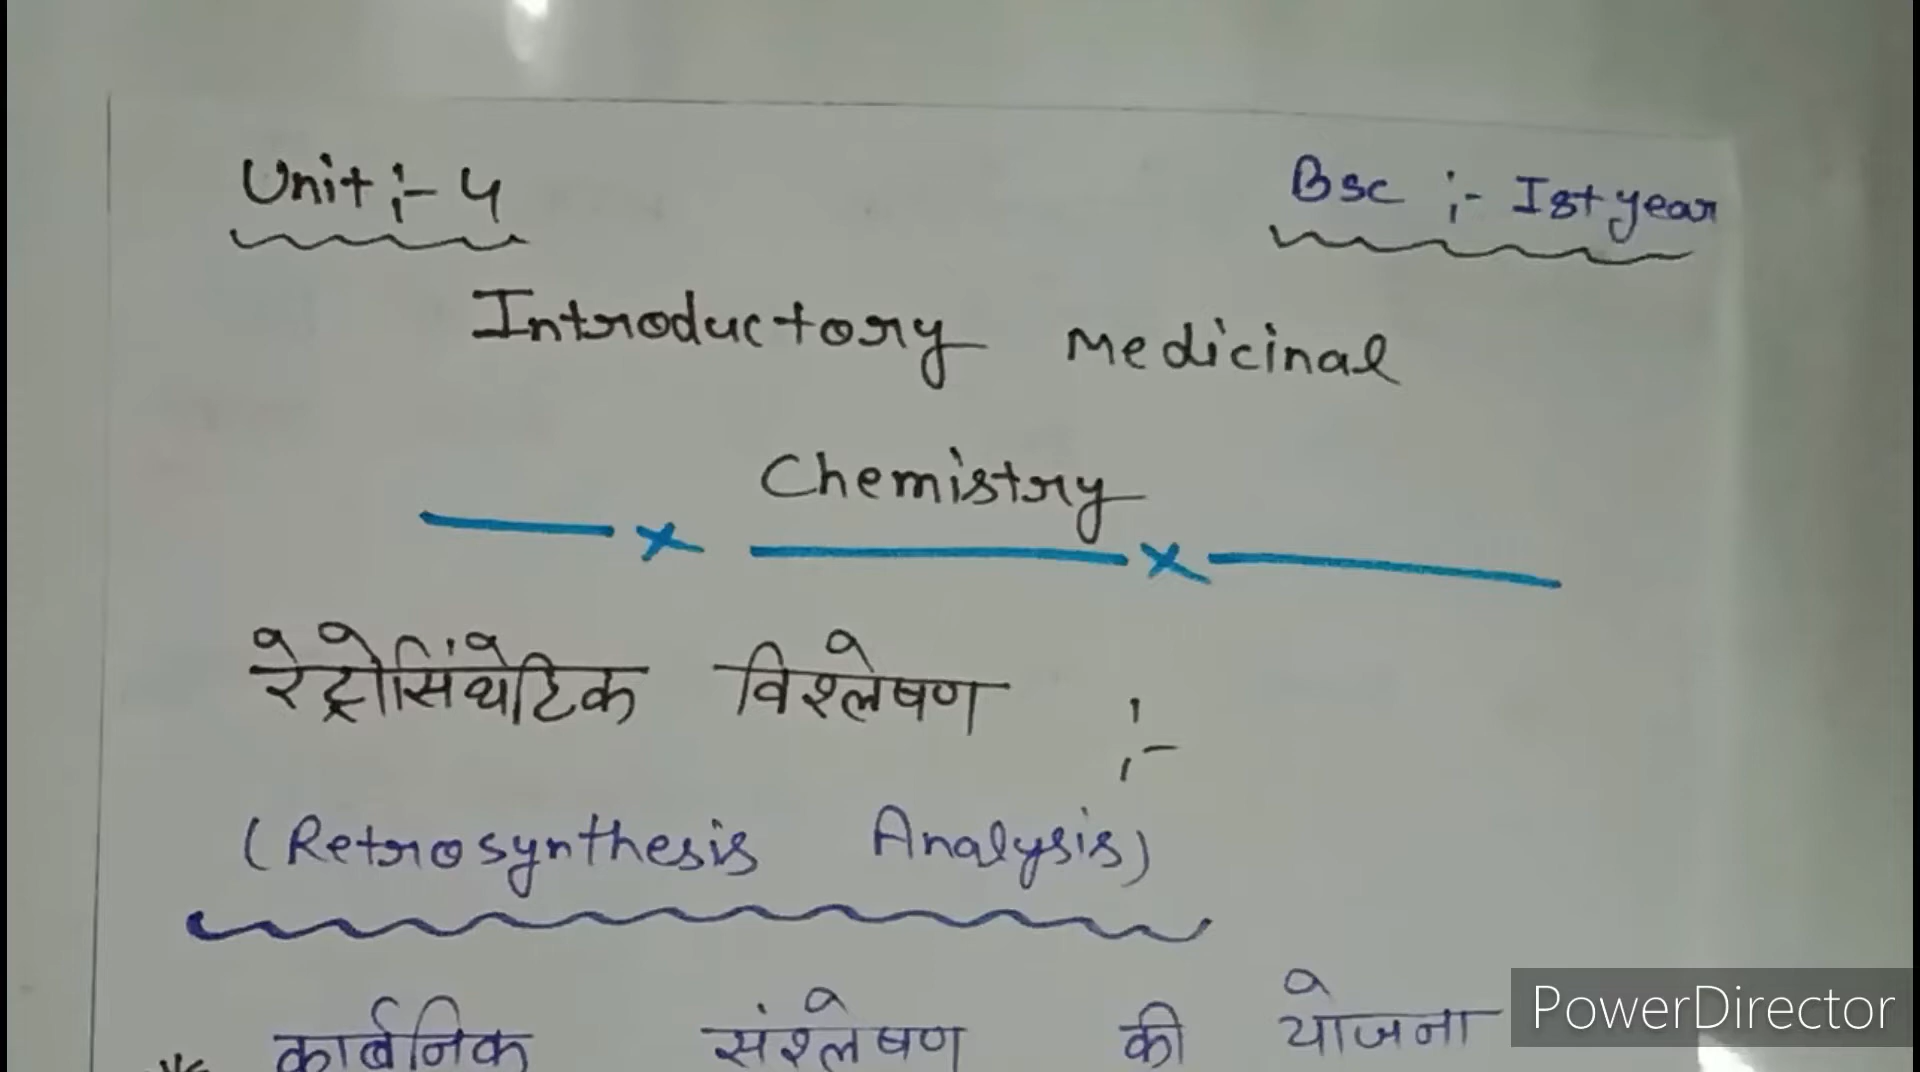 Unit :- 4
Bsc :- Ist year
Introductory Medicinal
Chemistry
रेट्रोसिंथेटिक विश्लेषण :-
(Retrosynthesis Analysis)
कार्बनिक संश्लेषण की योजना
PowerDirector